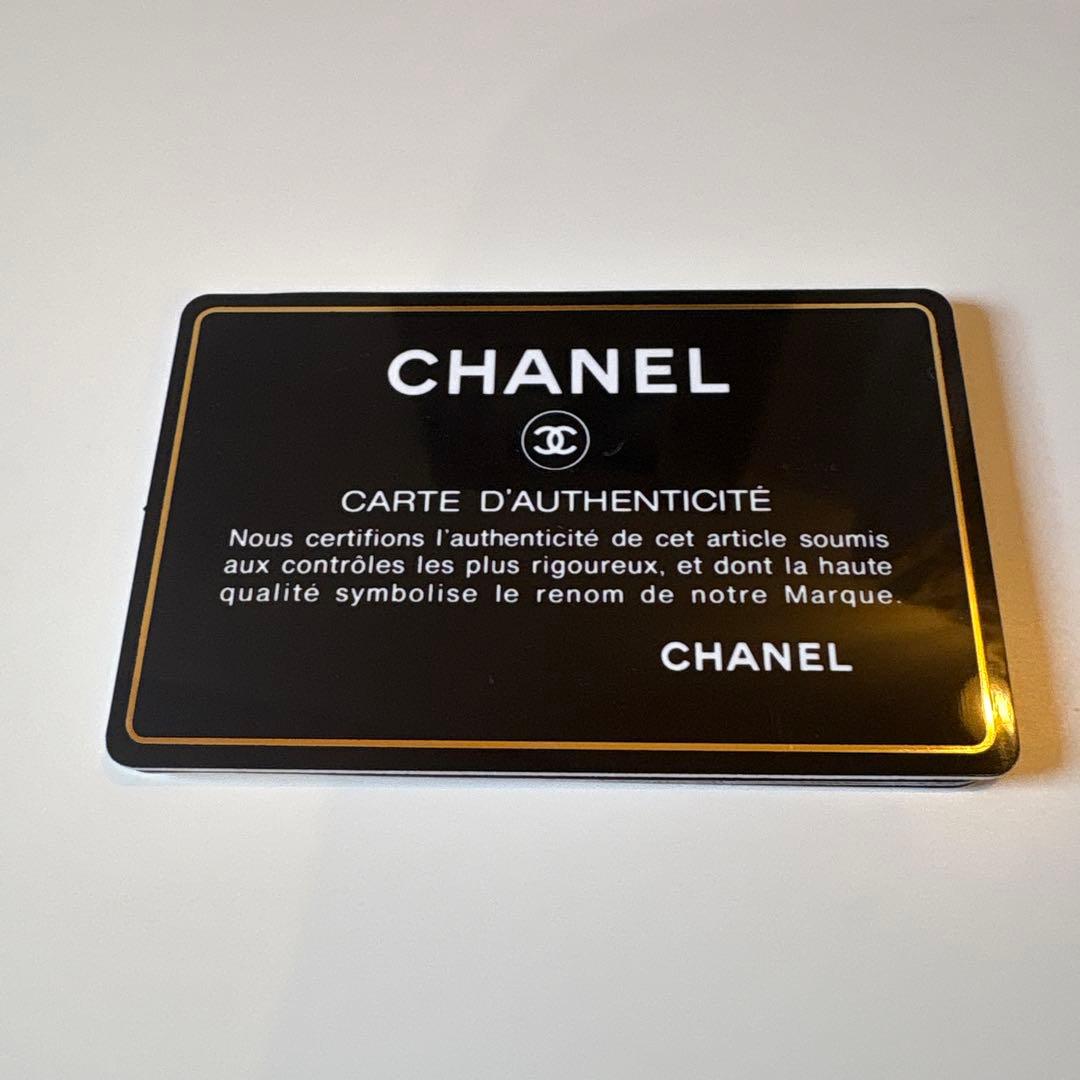 CHANEL
CARTE D'AUTHENTICITÉ
Nous certifions l'authenticité de cet article soumis
aux contrôles les plus rigoureux, et dont la haute
qualité symbolise le renom de notre Marque.
CHANEL